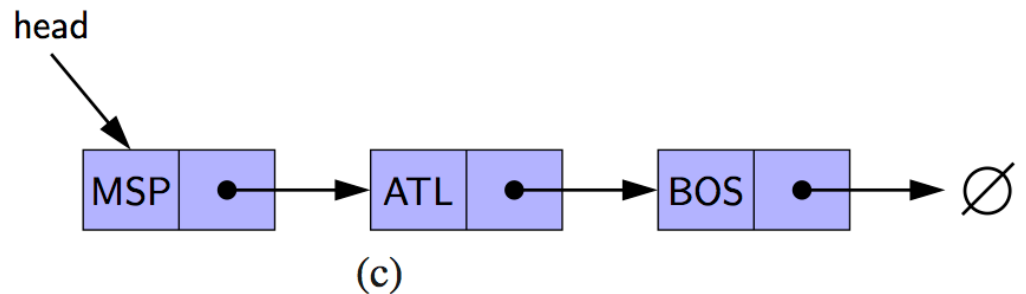 head
MSP ATL BOS ∅
(c)